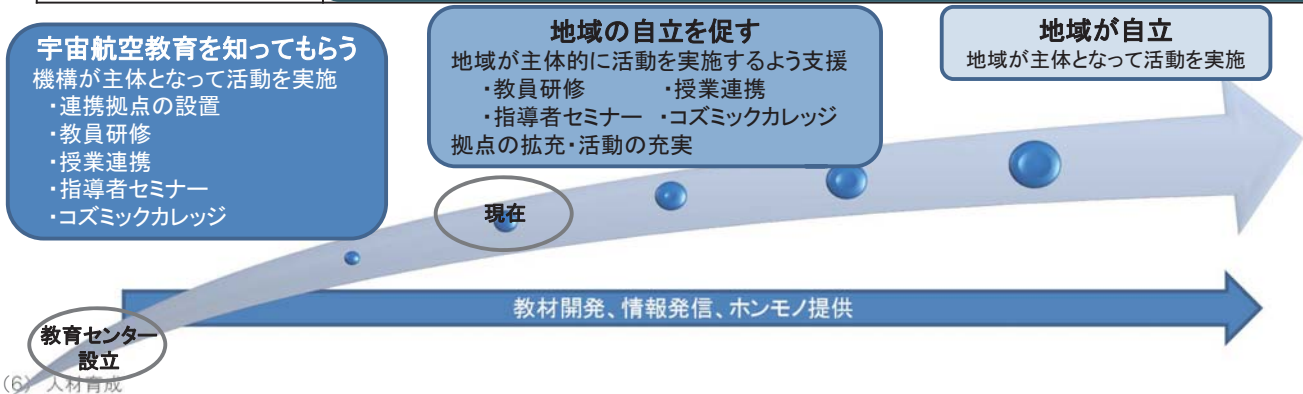 宇宙航空教育を知ってもらう
機構が主体となって活動を実施
・連携拠点の設置
・教員研修
・授業連携
・指導者セミナー
・コズミックカレッジ
地域の自立を促す
地域が主体的に活動を実施するよう支援
・教員研修 ・授業連携
・指導者セミナー ・コズミックカレッジ
拠点の拡充・活動の充実
地域が自立
地域が主体となって活動を実施
現在
教材開発、情報発信、ホンモノ提供
教育センター
設立
(6) 人材育成